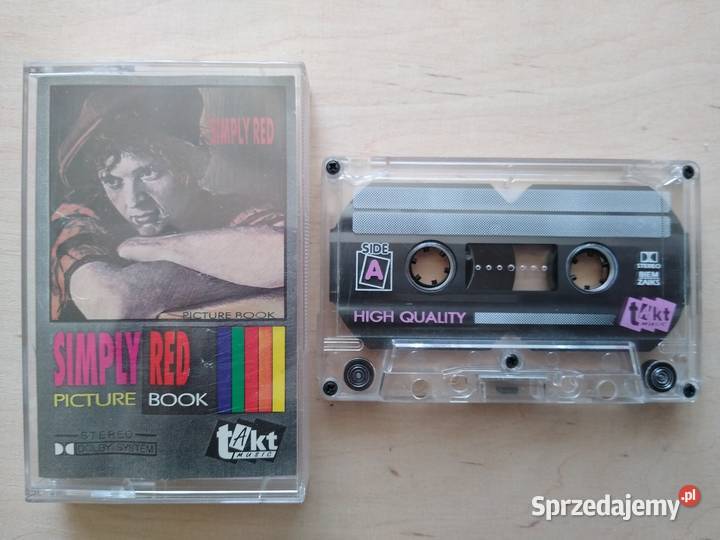 SIMPLY RED
PICTURE BOOK
SIMPLY RED
PICTURE BOOK
STEREO
DOLBY SYSTEM
takt
MUSIC
SIDE
A
HIGH QUALITY
STEREO
BIEM
ZAIKS
takt
MUSIC
Sprzedajemy.pl